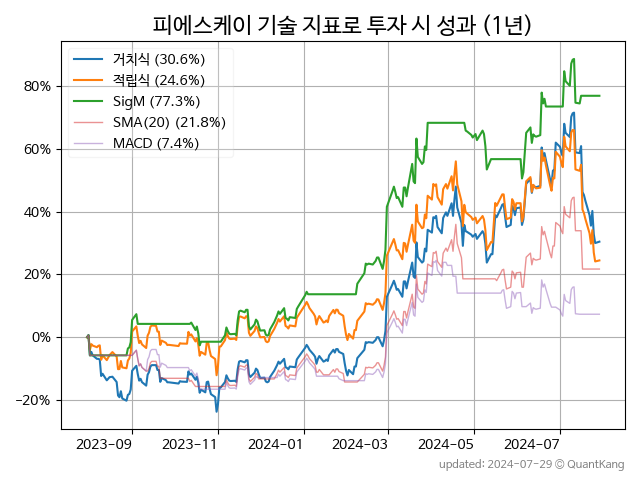 피에스케이 기술 지표로 투자 시 성과 (1년)
거치식 (30.6%)
적립식 (24.6%)
SigM (77.3%)
SMA(20) (21.8%)
MACD (7.4%)
80%
60%
40%
20%
0%
−20%
2023−09 2023−11 2024−01 2024−03 2024−05 2024−07
updated: 2024-07-29 © QuantKang